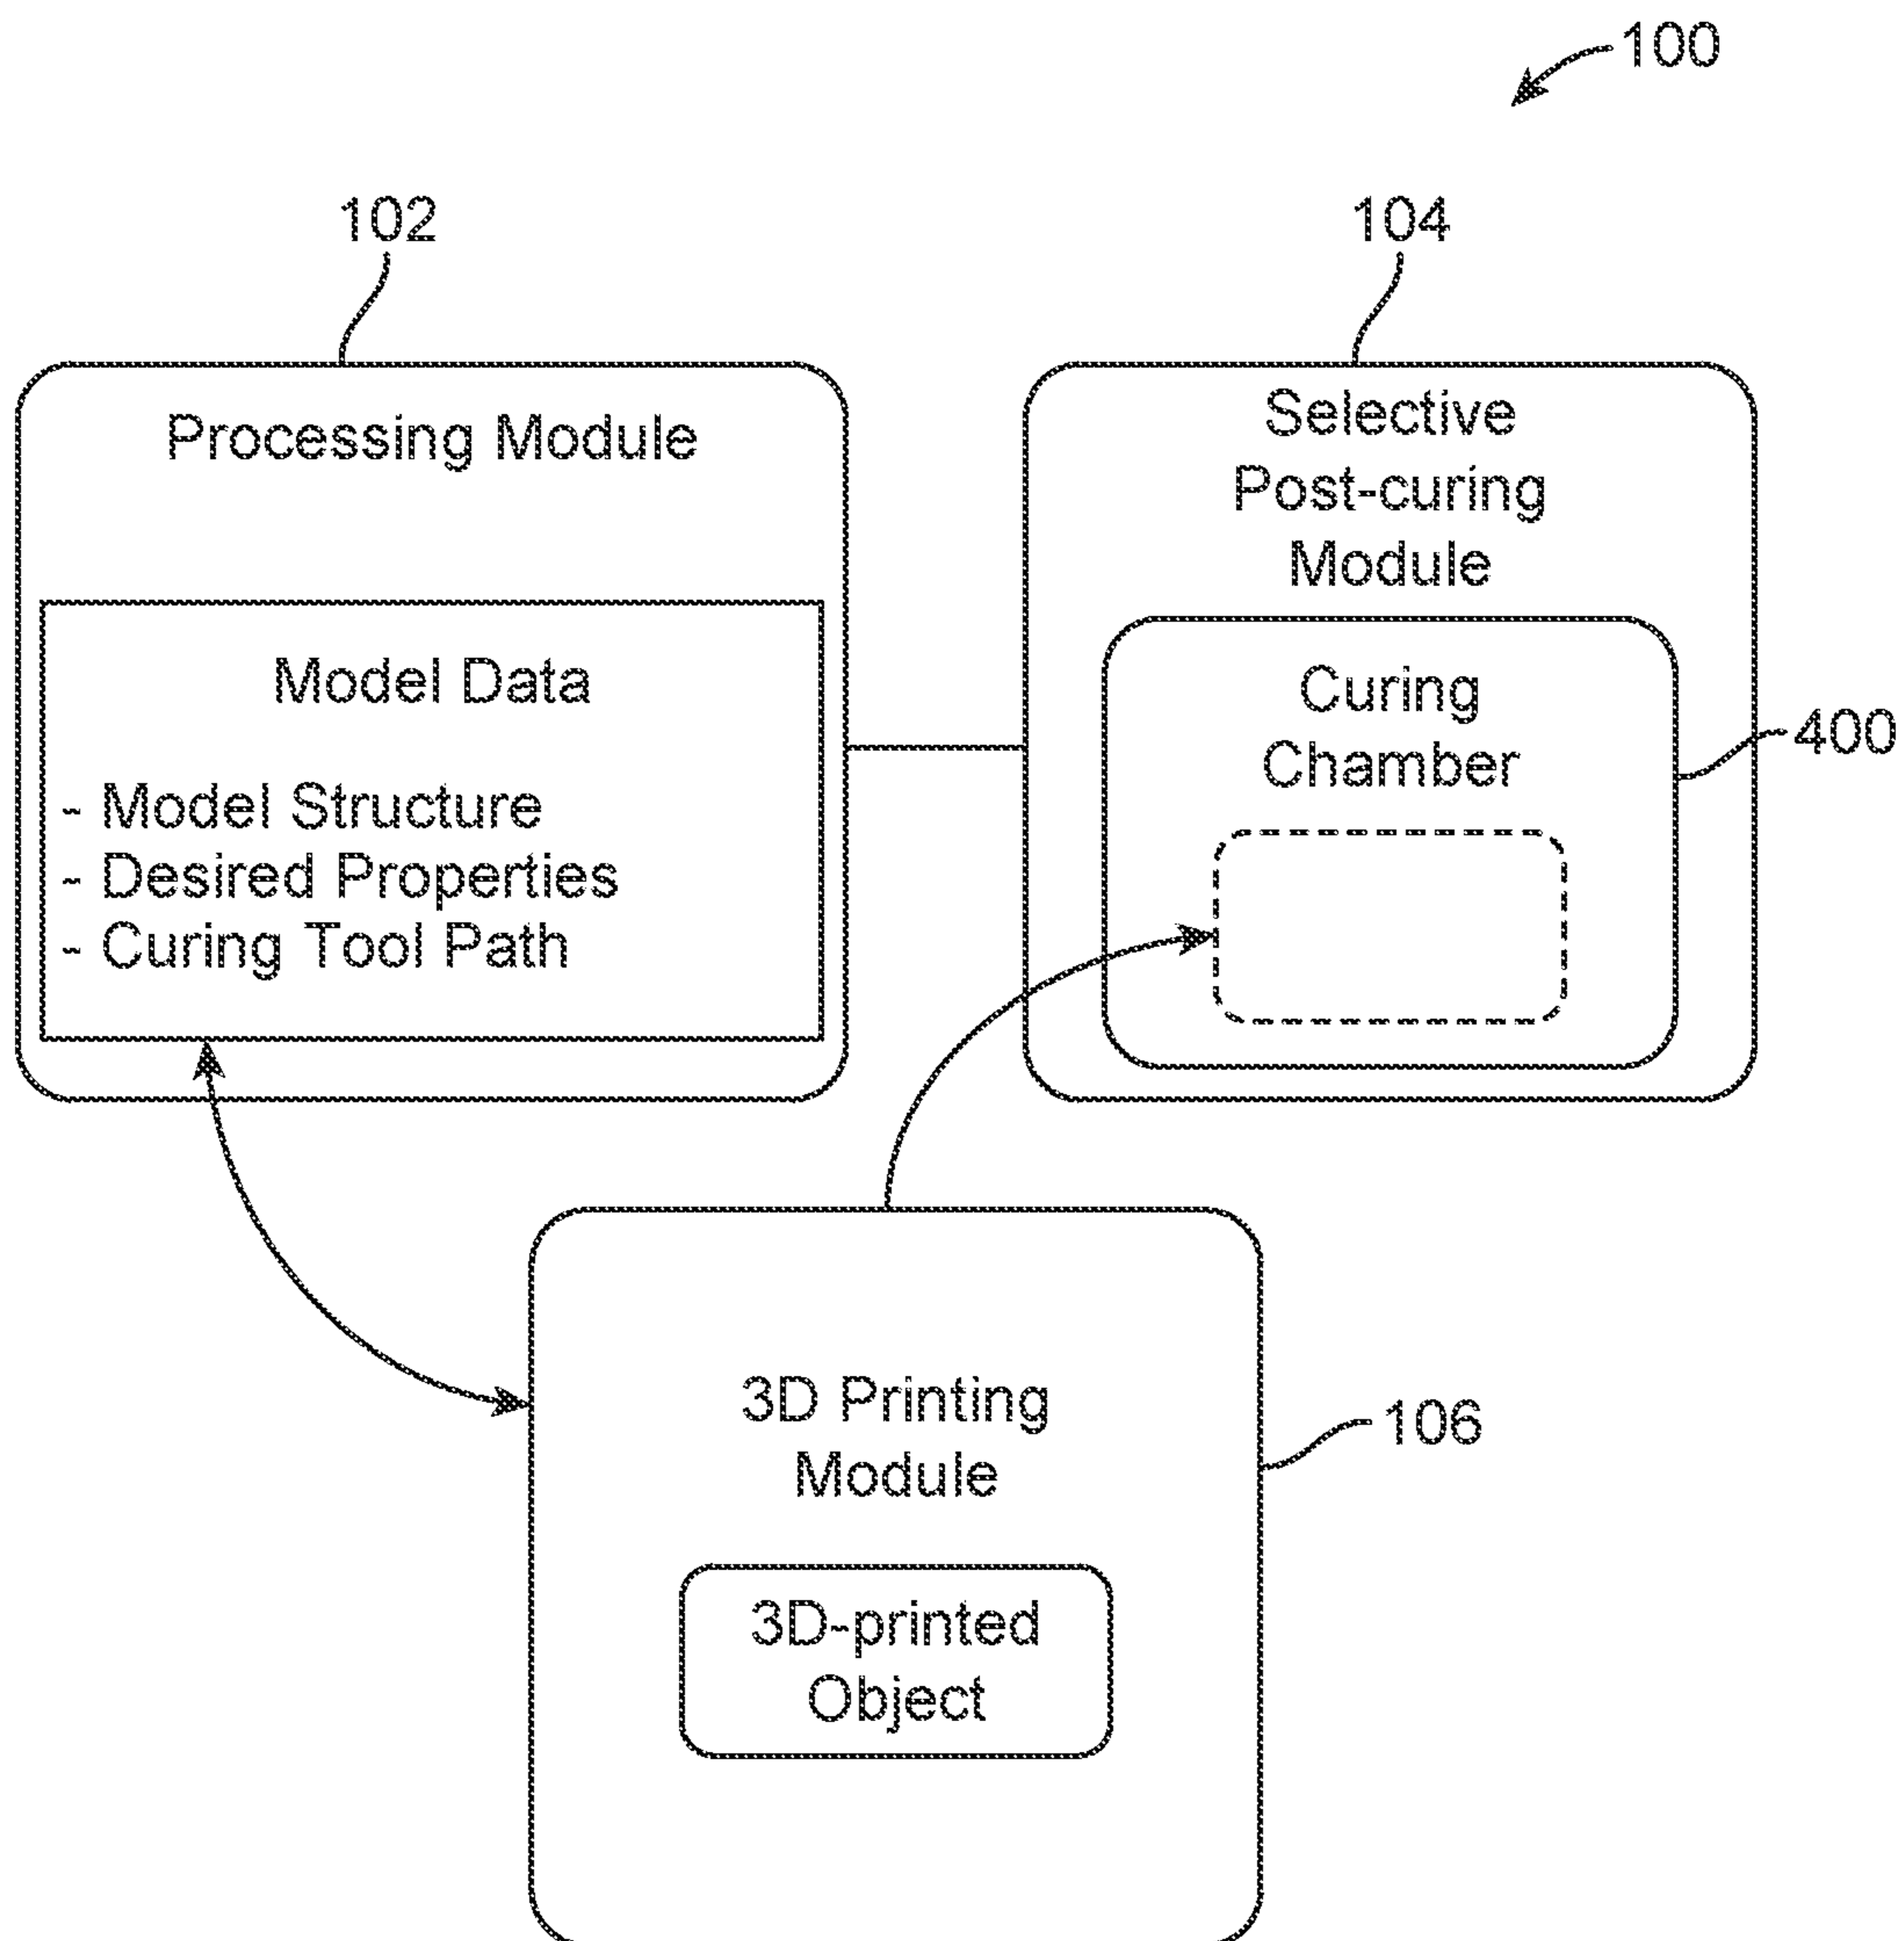 100
102
104
Processing Module
Model Data
- Model Structure
- Desired Properties
- Curing Tool Path
Selective
Post-curing
Module
Curing
Chamber
400
3D Printing
Module
106
3D-printed
Object